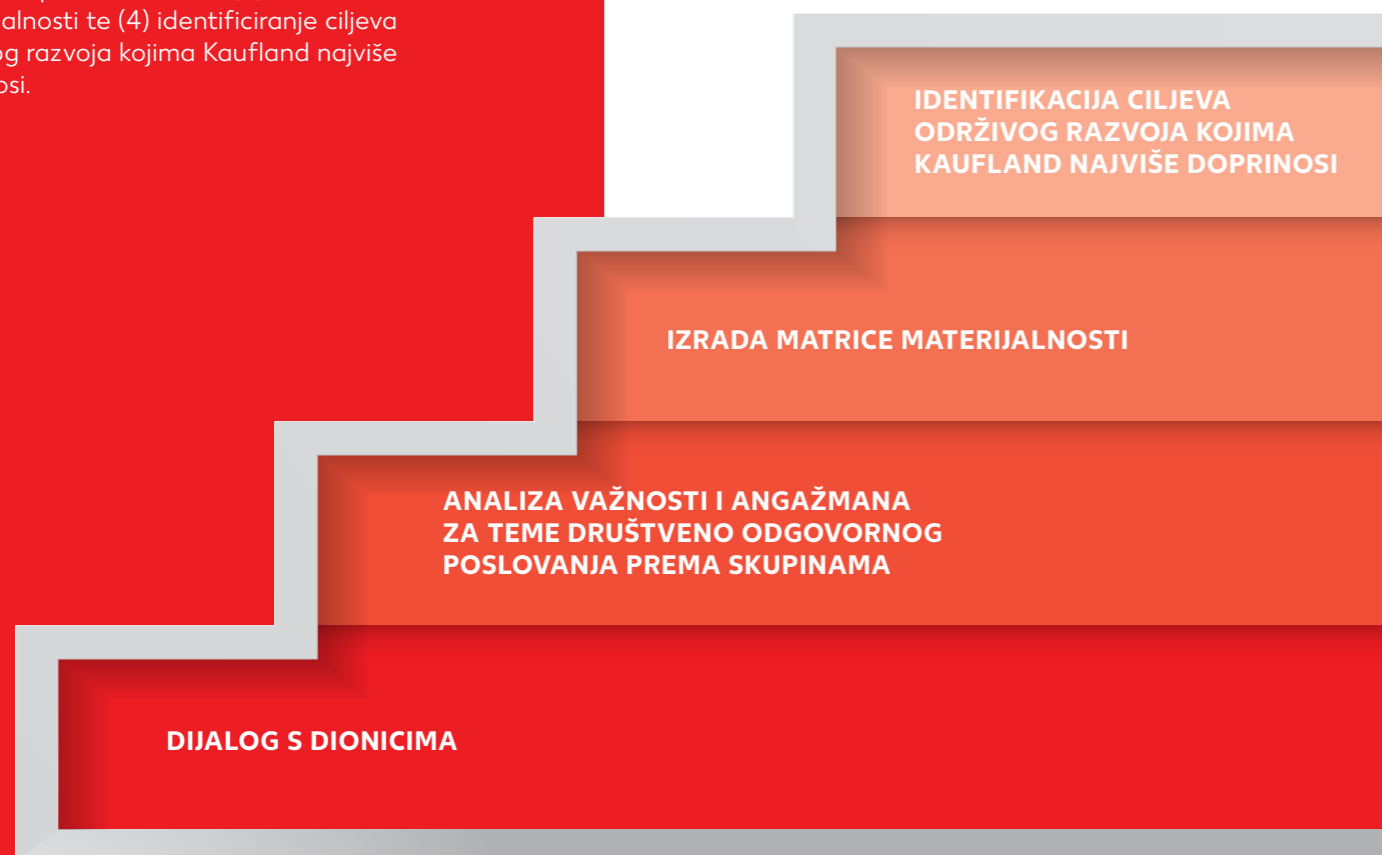 alnosti te (4) identificiranje ciljeva
og razvoja kojima Kaufland najviše
osi.
IDENTIFIKACIJA CILJEVA
ODRŽIVOG RAZVOJA KOJIMA
KAUFLAND NAJVIŠE DOPRINOSI
IZRADA MATRICE MATERIJALNOSTI
ANALIZA VAŽNOSTI I ANGAŽMANA
ZA TEME DRUŠTVENO ODGOVORNOG
POSLOVANJA PREMA SKUPINAMA
DIJALOG S DIONICIMA